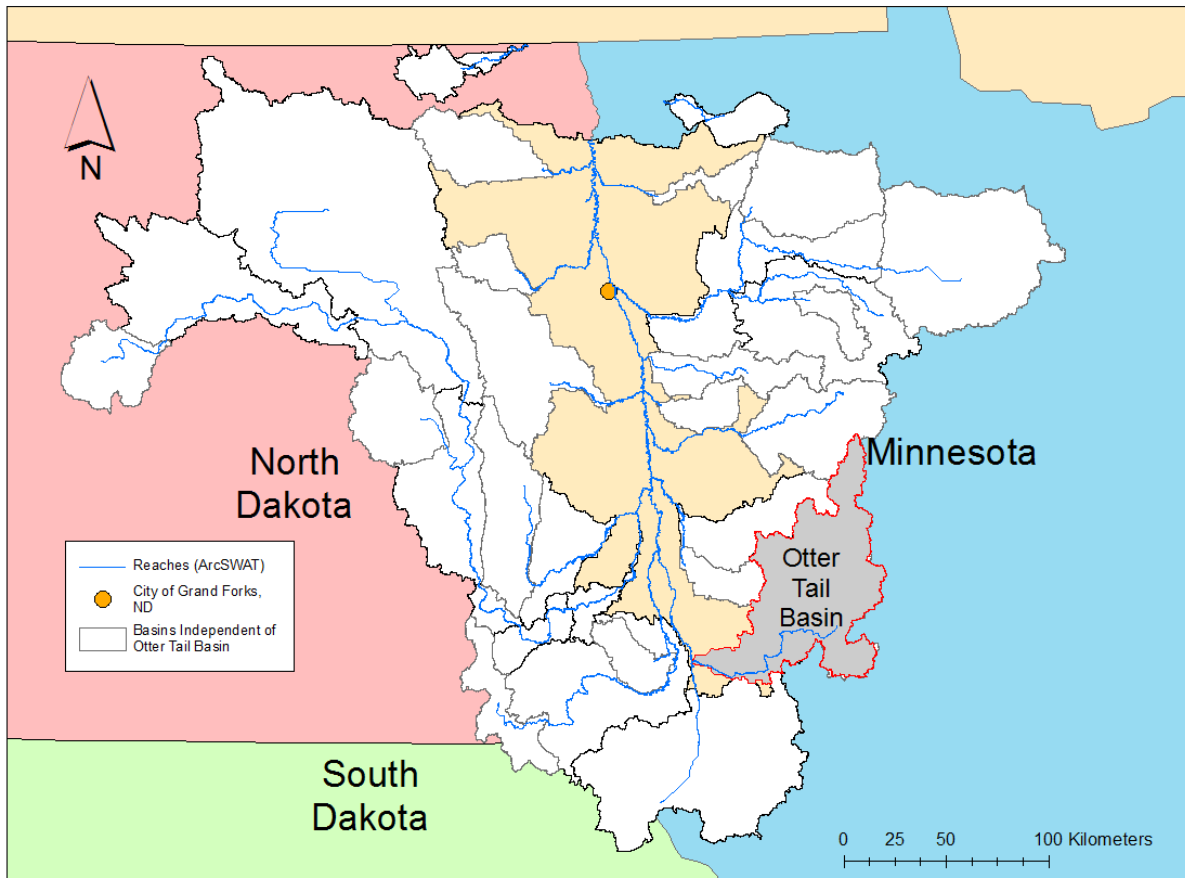 N
North
Dakota
Minnesota
Otter
Tail
Basin
Reaches (ArcSWAT)
City of Grand Forks,
ND
Basins Independent of
Otter Tail Basin
South
Dakota
0 25 50 100 Kilometers